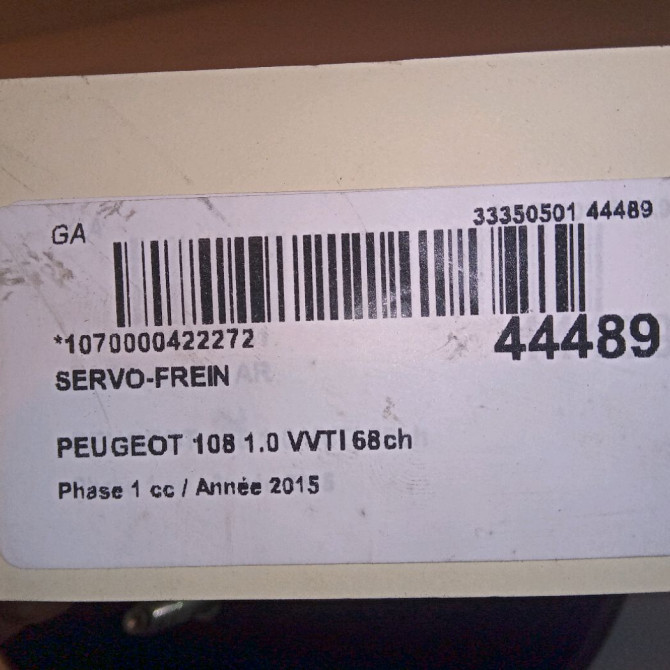 GA
33350501 44489
*1070000422272
44489
SERVO-FREIN
PEUGEOT 108 1.0 VVTI 68ch
Phase 1 cc / Année 2015